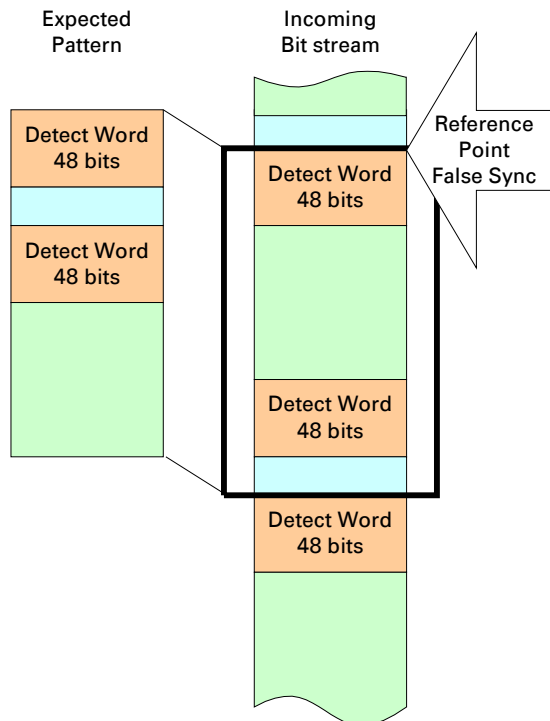 Expected
Pattern
Incoming
Bit stream
Detect Word
48 bits
Detect Word
48 bits
Detect Word
48 bits
Detect Word
48 bits
Detect Word
48 bits
Reference
Point
False Sync